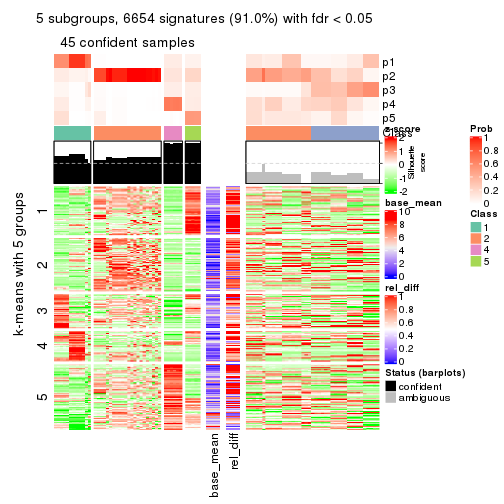 5 subgroups, 6654 signatures (91.0%) with fdr < 0.05
45 confident samples
p1
p2
p3
p4
p5
Class
Silhouette
score
k-means with 5 groups
1
2
3
4
5
base_mean
rel_diff
z-score
2
1
0
-1
-2
base_mean
10
8
6
4
2
0
rel_diff
1
0.8
0.6
0.4
0.2
0
Status (barplots)
confident
ambiguous
Prob
1
0.8
0.6
0.4
0.2
0
Class
1
2
4
5